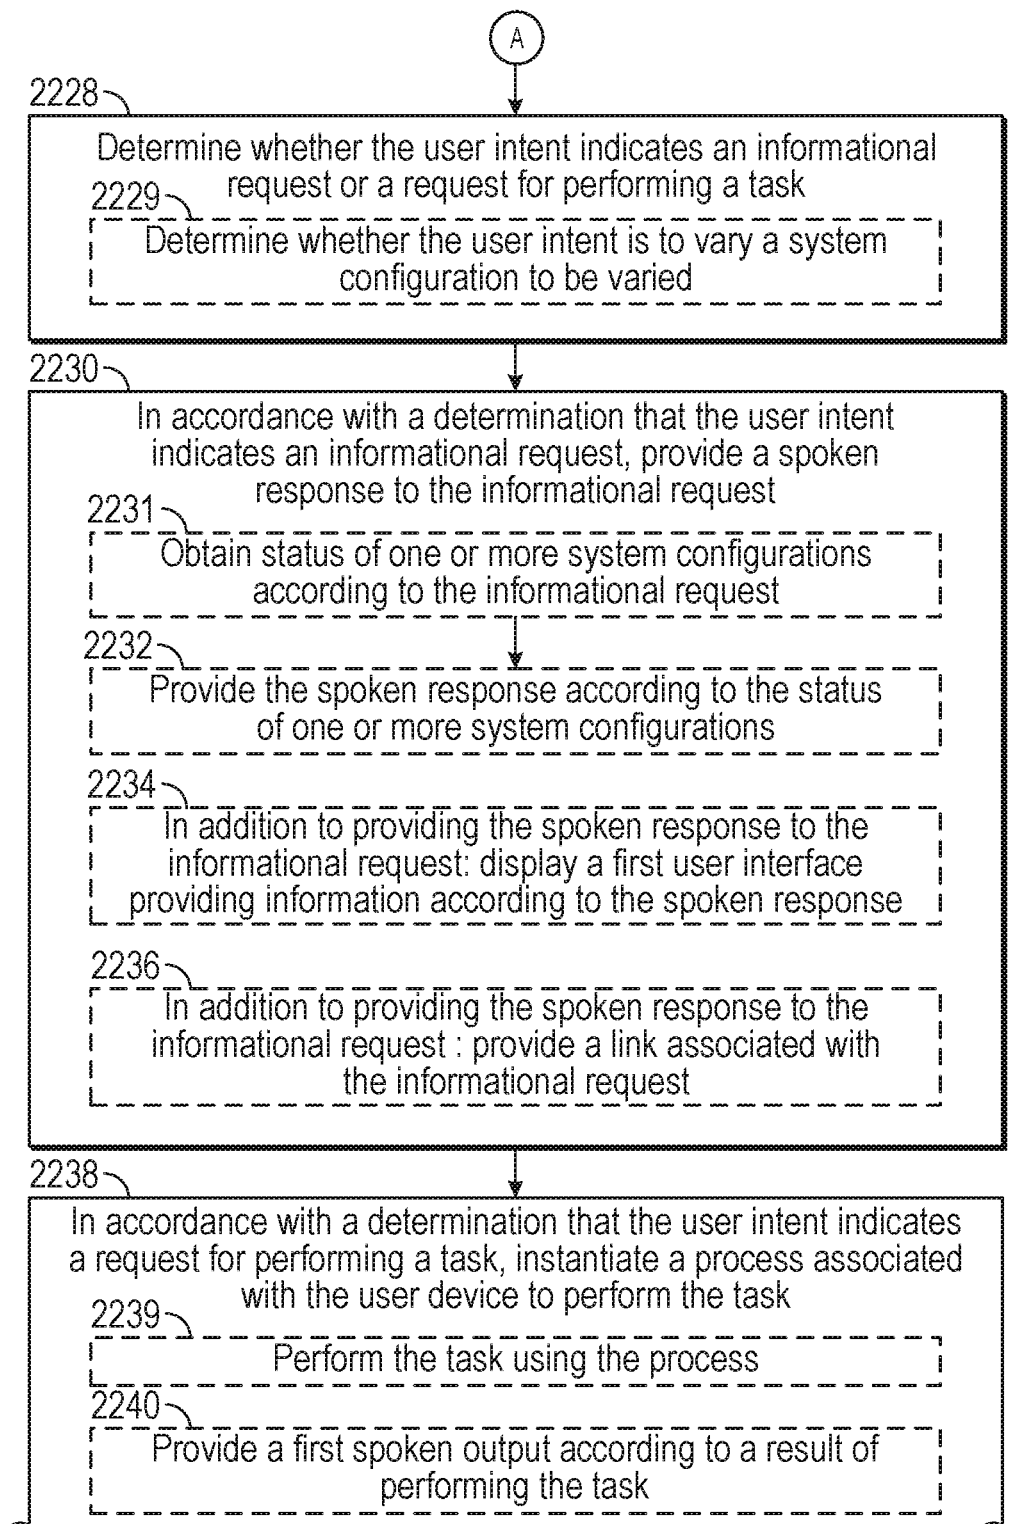 A
2228
Determine whether the user intent indicates an informational
request or a request for performing a task
2229
Determine whether the user intent is to vary a system
configuration to be varied
2230
In accordance with a determination that the user intent
indicates an informational request, provide a spoken
response to the informational request
2231
Obtain status of one or more system configurations
according to the informational request
2232
Provide the spoken response according to the status
of one or more system configurations
2234
In addition to providing the spoken response to the
informational request: display a first user interface
providing information according to the spoken response
2236
In addition to providing the spoken response to the
informational request : provide a link associated with
the informational request
2238
In accordance with a determination that the user intent indicates
a request for performing a task, instantiate a process associated
with the user device to perform the task
2239
Perform the task using the process
2240
Provide a first spoken output according to a result of
performing the task